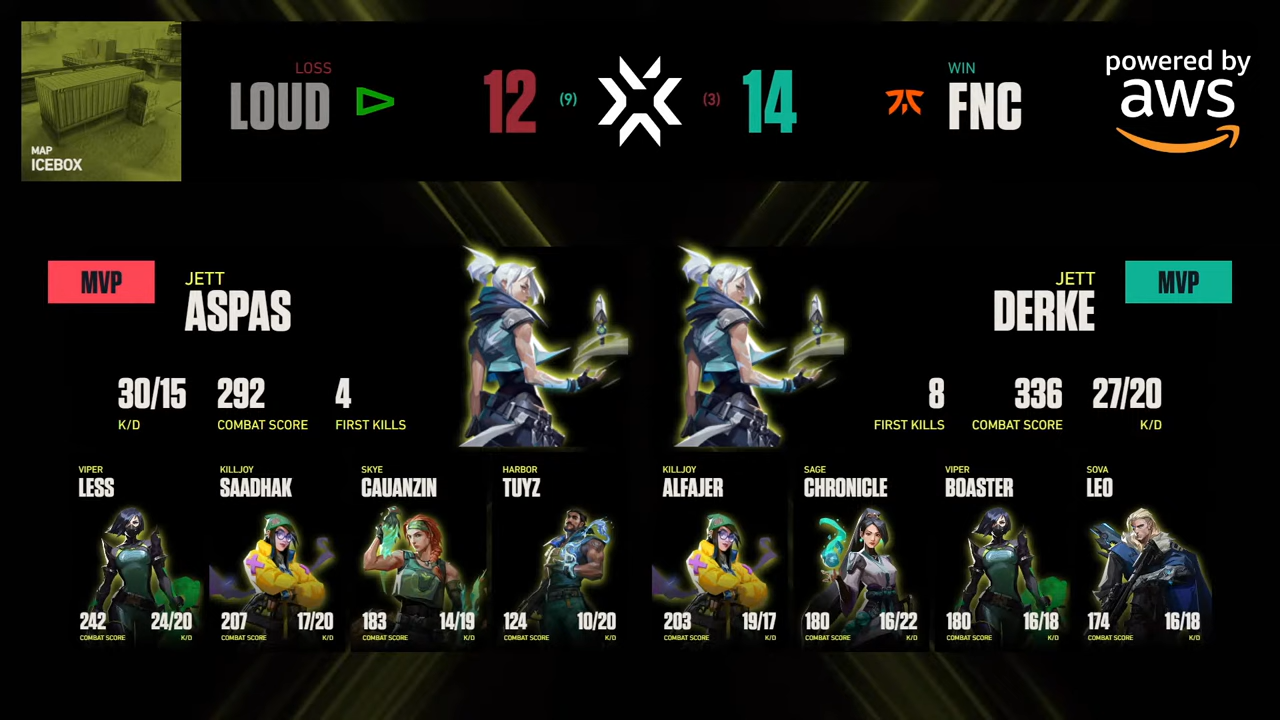 MAP
ICEBOX
LOSS
LOUD
12
(9)
(3)
14
WIN
FNC
powered by
aws
MVP
JETT
ASPAS
30/15
K/D
292
COMBAT SCORE
4
FIRST KILLS
JETT
DERKE
MVP
8
FIRST KILLS
336
COMBAT SCORE
27/20
K/D
VIPER
LESS
242
COMBAT SCORE
24/20
K/D
KILLJOY
SAADHAK
207
COMBAT SCORE
17/20
K/D
SKYE
CAUANZIN
183
COMBAT SCORE
14/19
K/D
HARBOR
TUYZ
124
COMBAT SCORE
10/20
K/D
KILLJOY
ALFAJER
203
COMBAT SCORE
19/17
K/D
SAGE
CHRONICLE
180
COMBAT SCORE
16/22
K/D
VIPER
BOASTER
180
COMBAT SCORE
16/18
K/D
SOVA
LEO
174
COMBAT SCORE
16/18
K/D